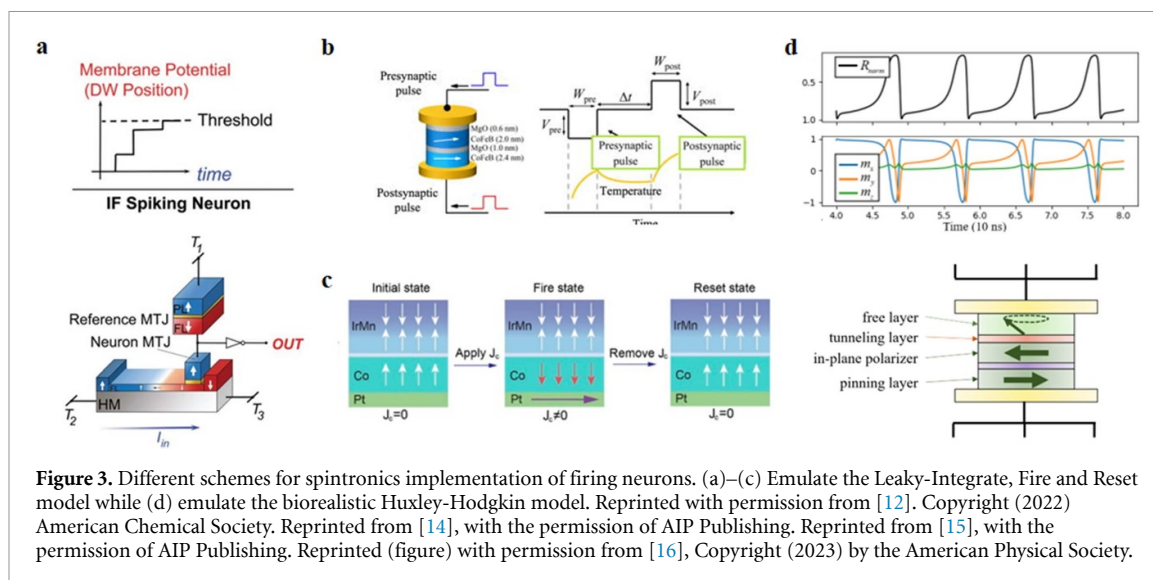 a
Membrane Potential
(DW Position)
Threshold
time
IF Spiking Neuron
T1
PL
FL
Reference MTJ
Neuron MTJ
OUT
HM
T2
T3
Iin
b
Presynaptic
pulse
MgO (0.6 nm)
CoFeB (2.0 nm)
MgO (1.0 nm)
CoFeB (2.4 nm)
Postsynaptic
pulse
Wpost
Wpre
Δt
Vpost
Vpre
Presynaptic
pulse
Postsynaptic
pulse
Temperature
Time
c
Initial state
Fire state
Reset state
IrMn
IrMn
IrMn
Apply Jc
Remove Jc
Co
Co
Co
Pt
Pt
Pt
Jc=0
Jc≠0
Jc=0
d
Rnorm
0.5
1.0
1
0
−1
mx
my
4.0 4.5 5.0 5.5 6.0 6.5 7.0 7.5 8.0
Time (10 ns)
free layer
tunneling layer
in-plane polarizer
pinning layer
Figure 3. Different schemes for spintronics implementation of firing neurons. (a)–(c) Emulate the Leaky-Integrate, Fire and Reset
model while (d) emulate the biorealistic Huxley-Hodgkin model. Reprinted with permission from [12]. Copyright (2022)
American Chemical Society. Reprinted from [14], with the permission of AIP Publishing. Reprinted from [15], with the
permission of AIP Publishing. Reprinted (figure) with permission from [16], Copyright (2023) by the American Physical Society.